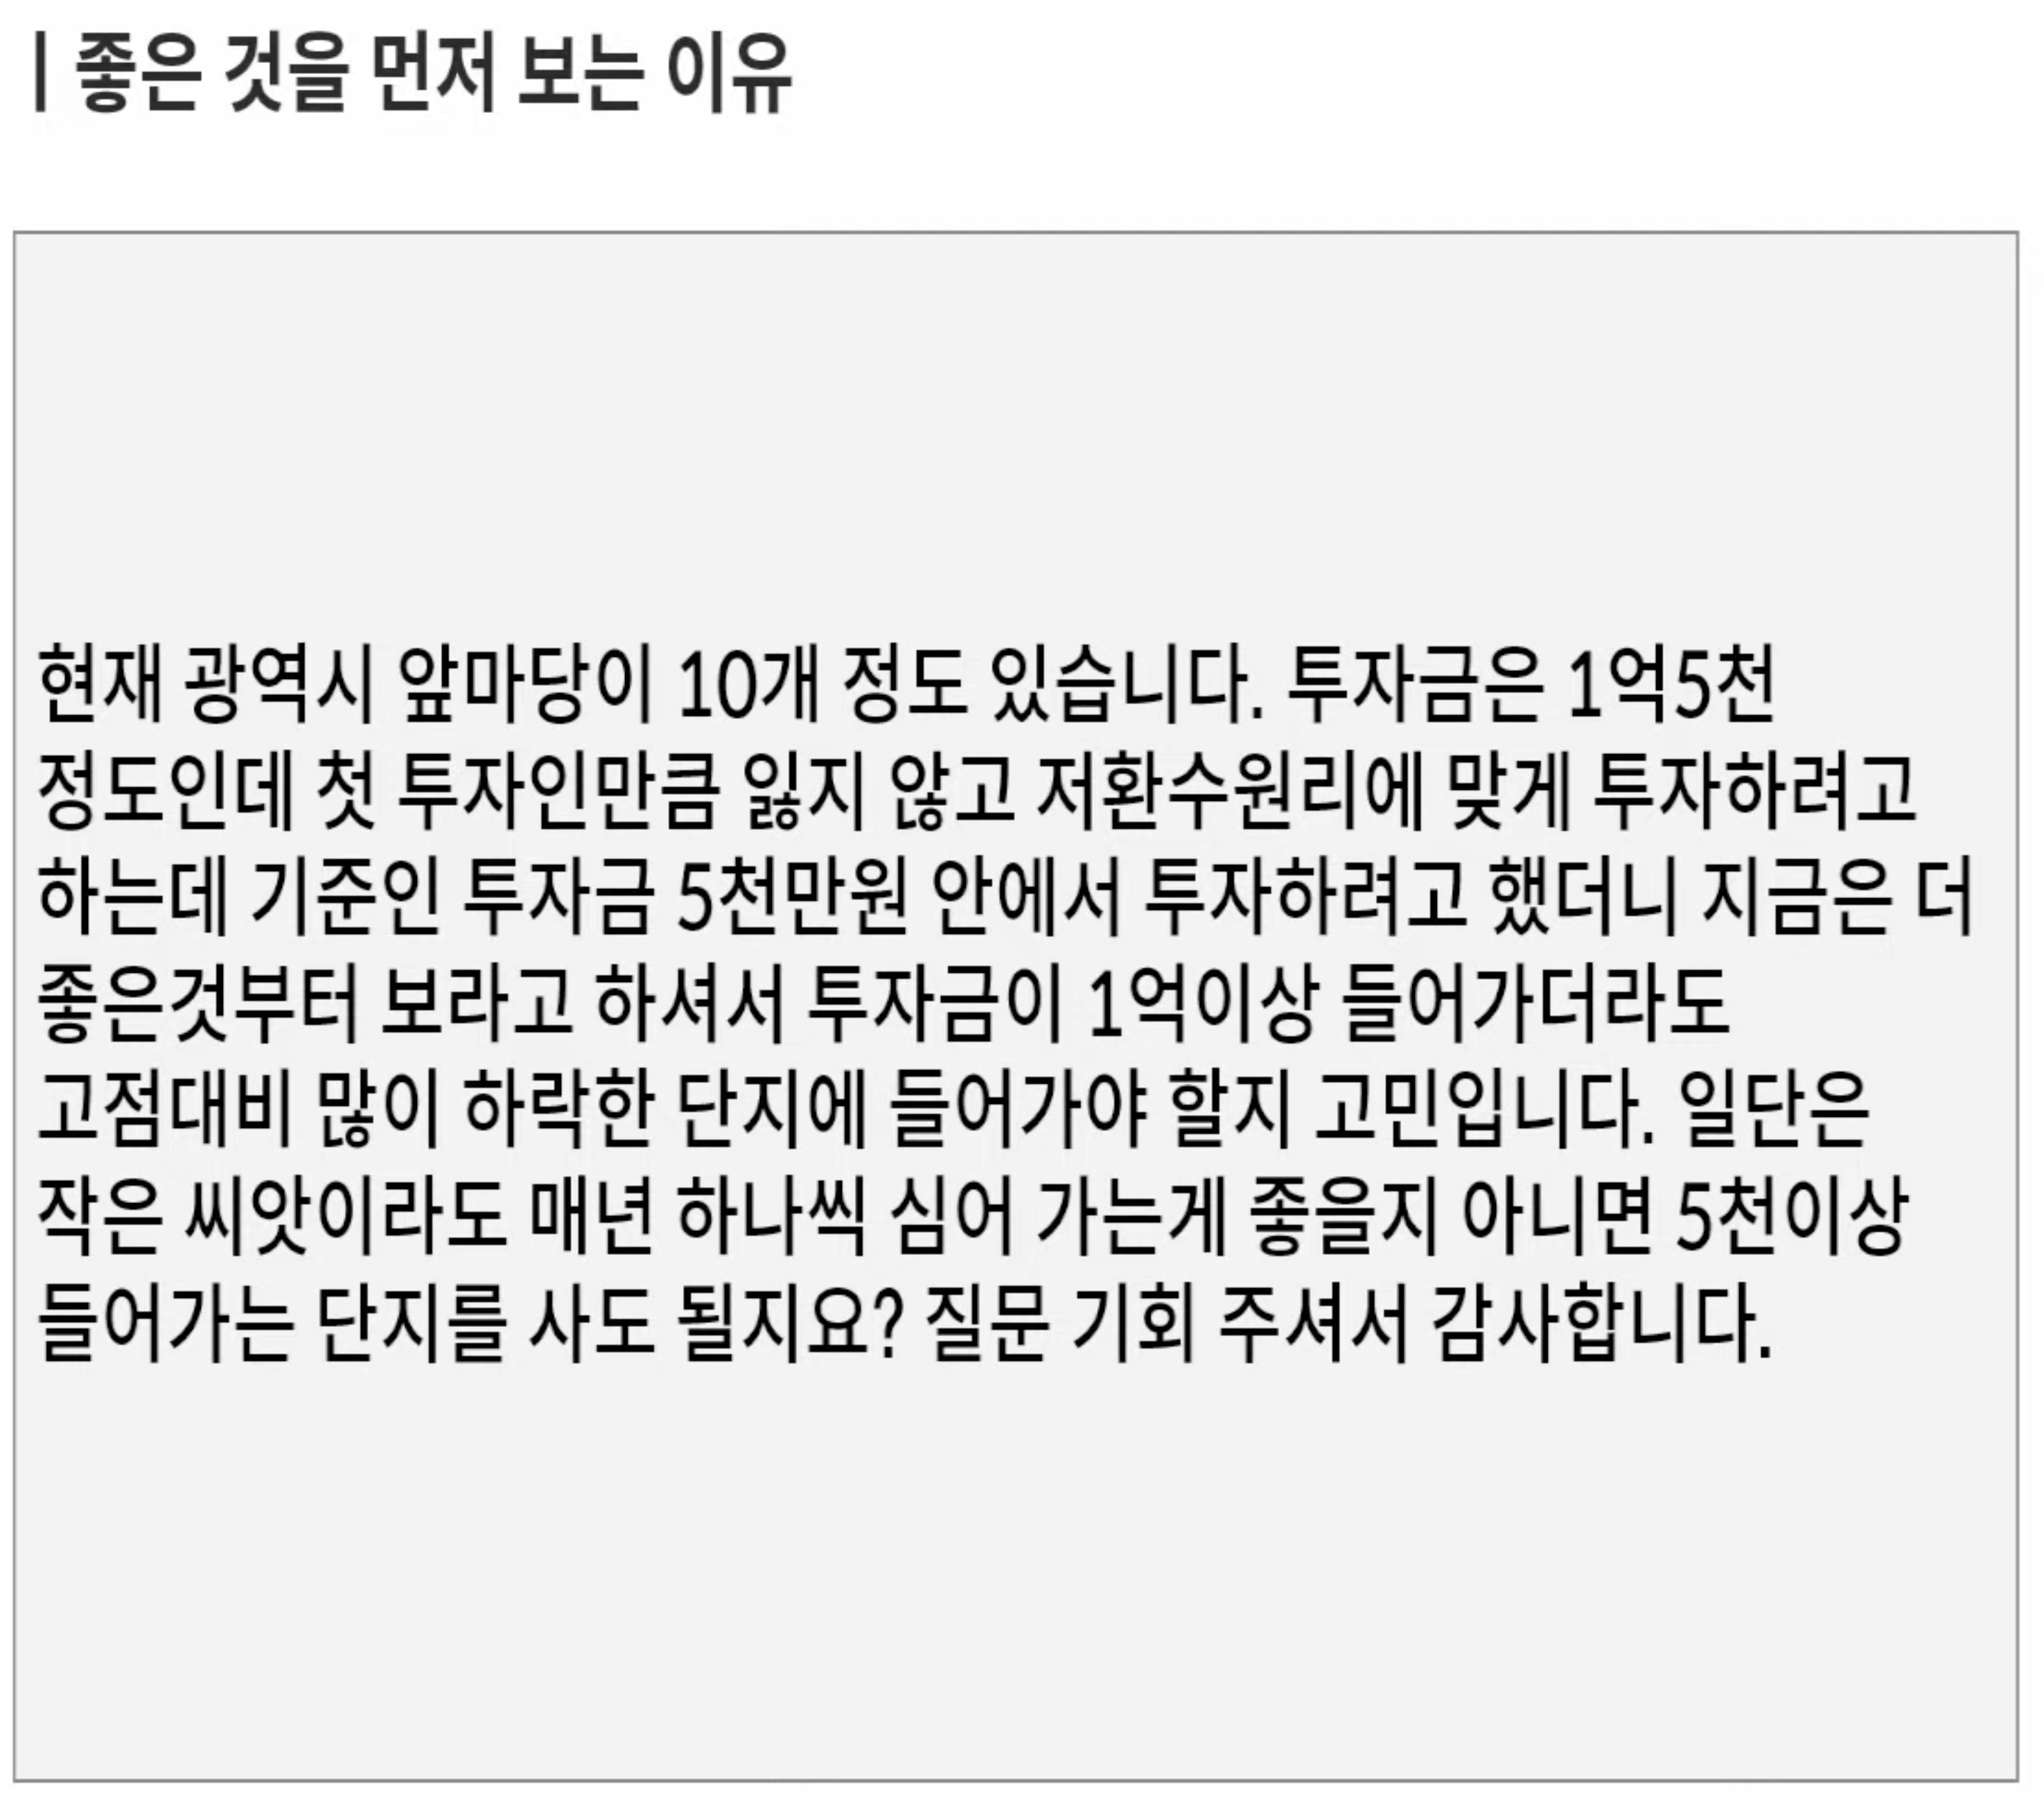 | 좋은 것을 먼저 보는 이유
현재 광역시 앞마당이 10개 정도 있습니다. 투자금은 1억5천
정도인데 첫 투자인만큼 잃지 않고 저환수원리에 맞게 투자하려고
하는데 기준인 투자금 5천만원 안에서 투자하려고 했더니 지금은 더
좋은것부터 보라고 하셔서 투자금이 1억이상 들어가더라도
고점대비 많이 하락한 단지에 들어가야 할지 고민입니다. 일단은
작은 씨앗이라도 매년 하나씩 심어 가는게 좋을지 아니면 5천이상
들어가는 단지를 사도 될지요? 질문 기회 주셔서 감사합니다.